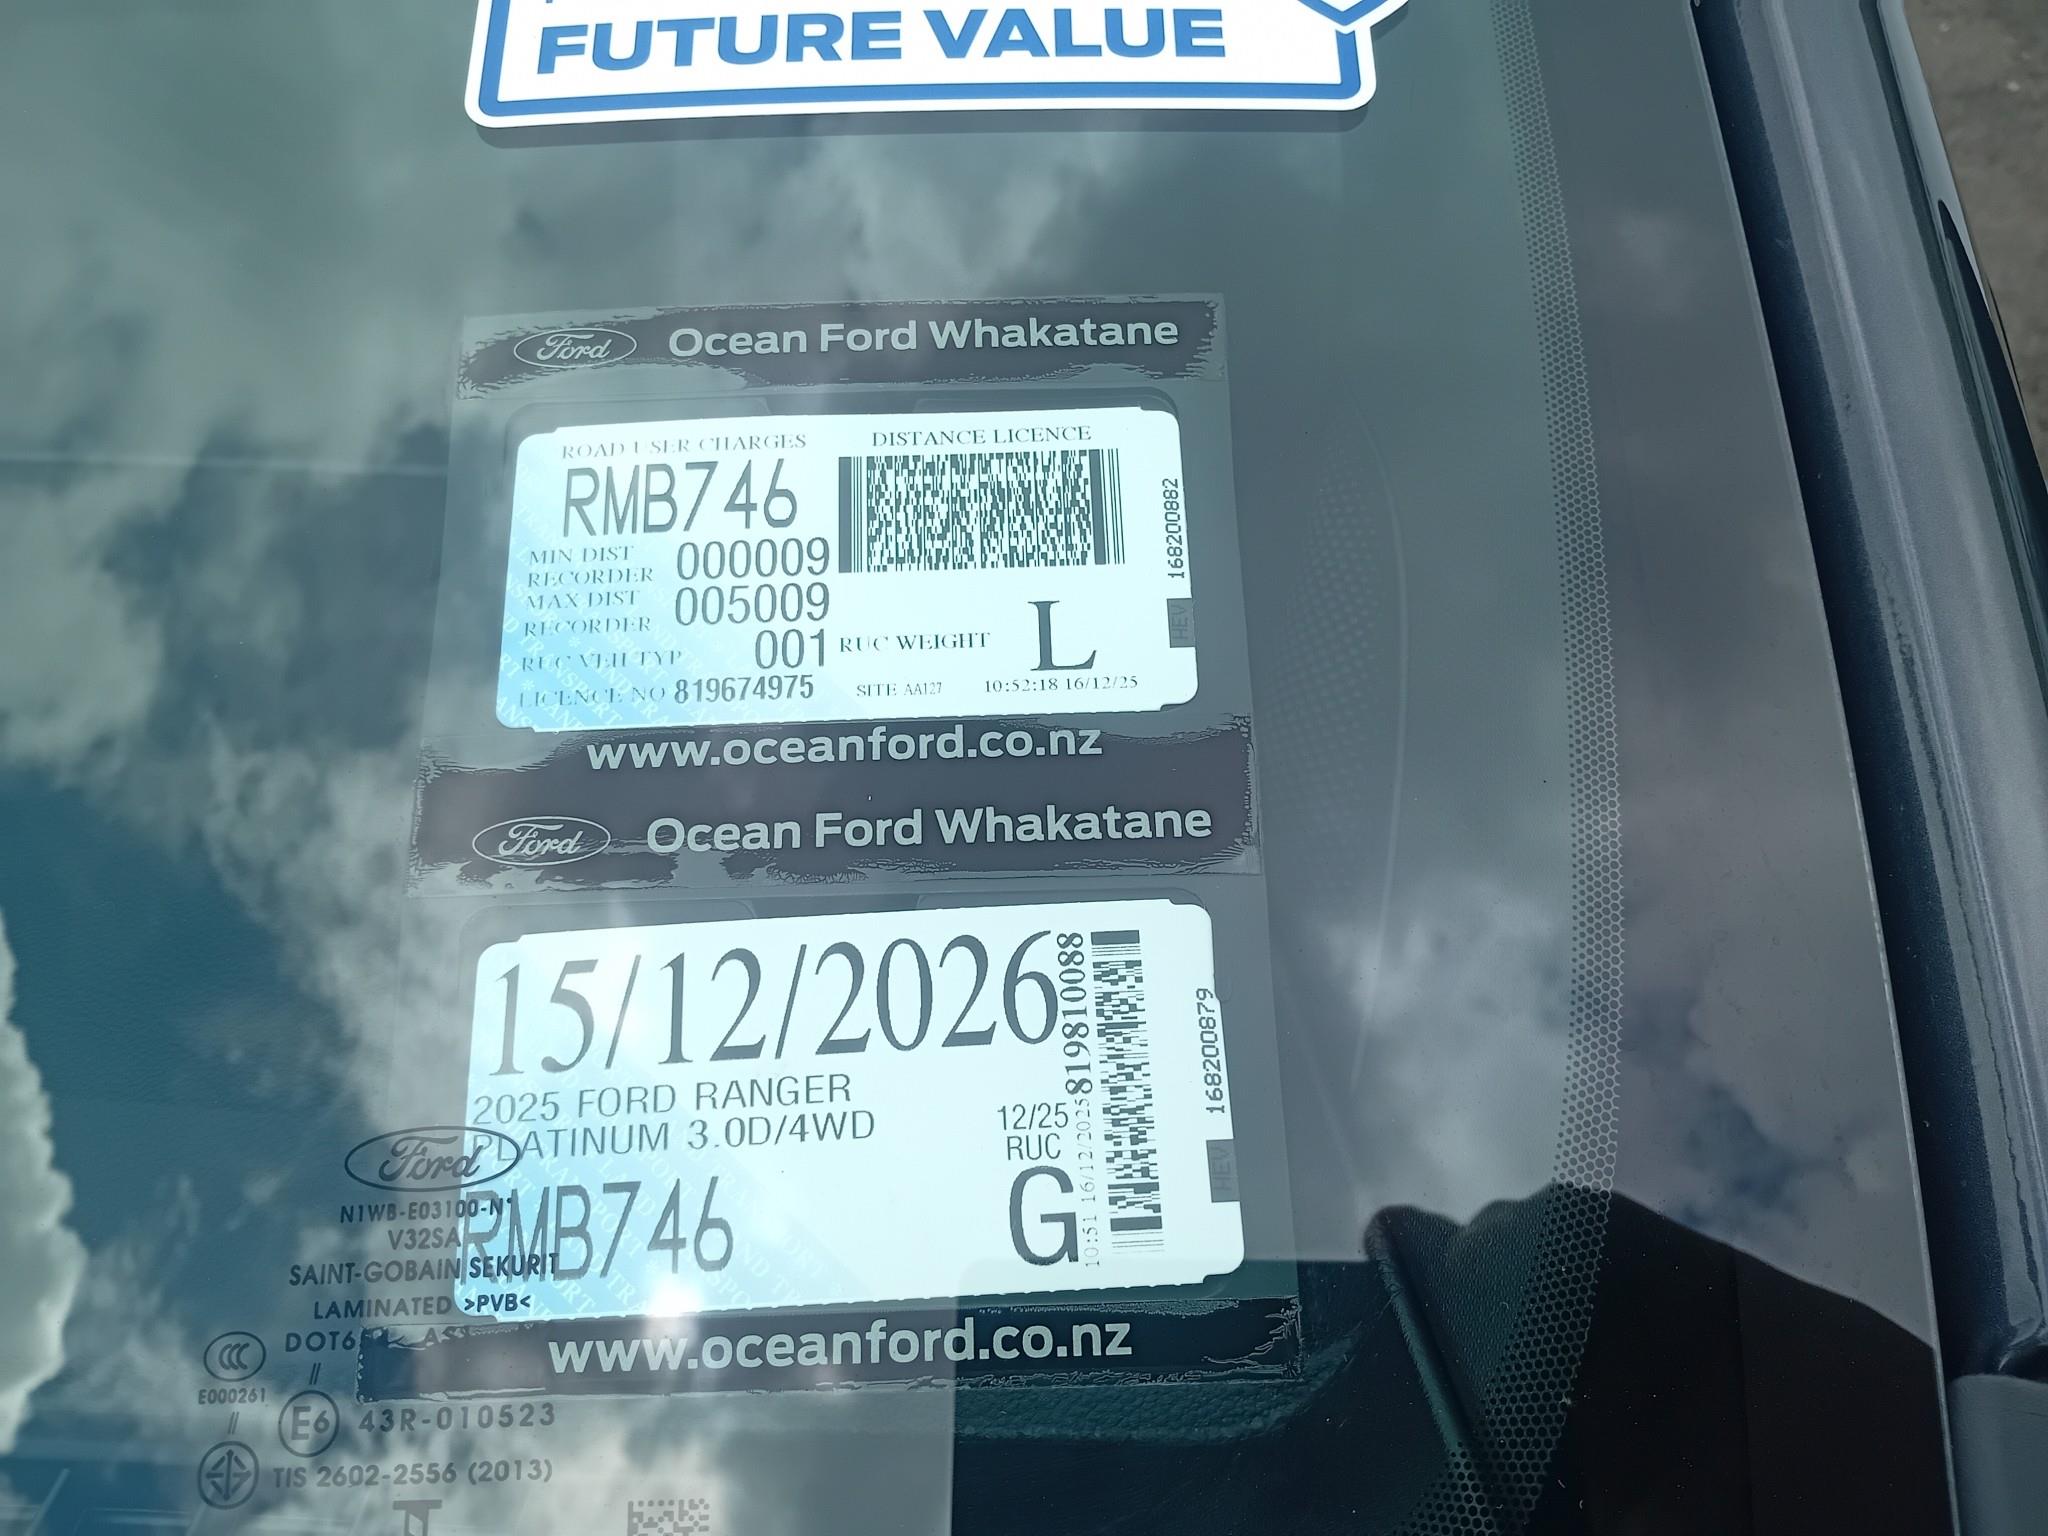 FUTURE VALUE
Ford Ocean Ford Whakatane
ROAD USER CHARGES DISTANCE LICENCE
RMB746
MIN DIST RECORDER 000009
MAX DIST RECORDER 005009
RUC VEH TYP 001 RUC WEIGHT L
LICENCE NO 819674975 SITE AA127 10:52:18 16/12/25
168200882
HEV
www.oceanford.co.nz
Ford Ocean Ford Whakatane
15/12/2026
2025 FORD RANGER
PLATINUM 3.0D/4WD
12/25
RUC
G
RMB746
10:51 16/12/2025 819810088
168200879
HEV
www.oceanford.co.nz
Ford
N1WB-E03100-N
V32SA
SAINT-GOBAIN SEKURIT
LAMINATED >PVB<
DOT6
AS
CCC
E000261
//
//
E6 43R-010523
TIS 2602-2556 (2013)